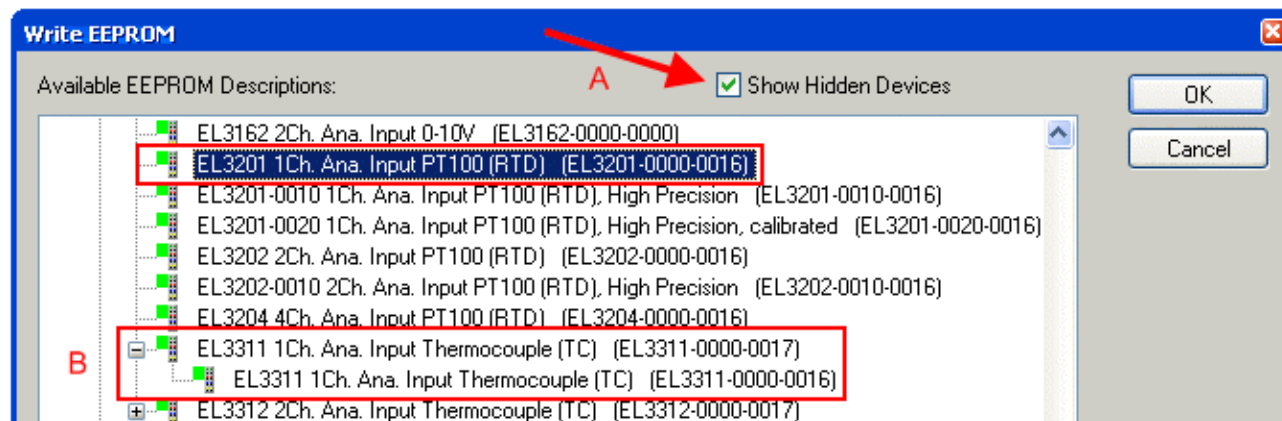 Write EEPROM
Available EEPROM Descriptions:
A
Show Hidden Devices
OK
Cancel
EL3162 2Ch. Ana. Input 0-10V (EL3162-0000-0000)
EL3201 1Ch. Ana. Input PT100 (RTD) (EL3201-0000-0016)
EL3201-0010 1Ch. Ana. Input PT100 (RTD), High Precision (EL3201-0010-0016)
EL3201-0020 1Ch. Ana. Input PT100 (RTD), High Precision, calibrated (EL3201-0020-0016)
EL3202 2Ch. Ana. Input PT100 (RTD) (EL3202-0000-0016)
EL3202-0010 2Ch. Ana. Input PT100 (RTD), High Precision (EL3202-0010-0016)
EL3204 4Ch. Ana. Input PT100 (RTD) (EL3204-0000-0016)
B
EL3311 1Ch. Ana. Input Thermocouple (TC) (EL3311-0000-0017)
EL3311 1Ch. Ana. Input Thermocouple (TC) (EL3311-0000-0016)
EL3312 2Ch. Ana. Input Thermocouple (TC) (EL3312-0000-0017)